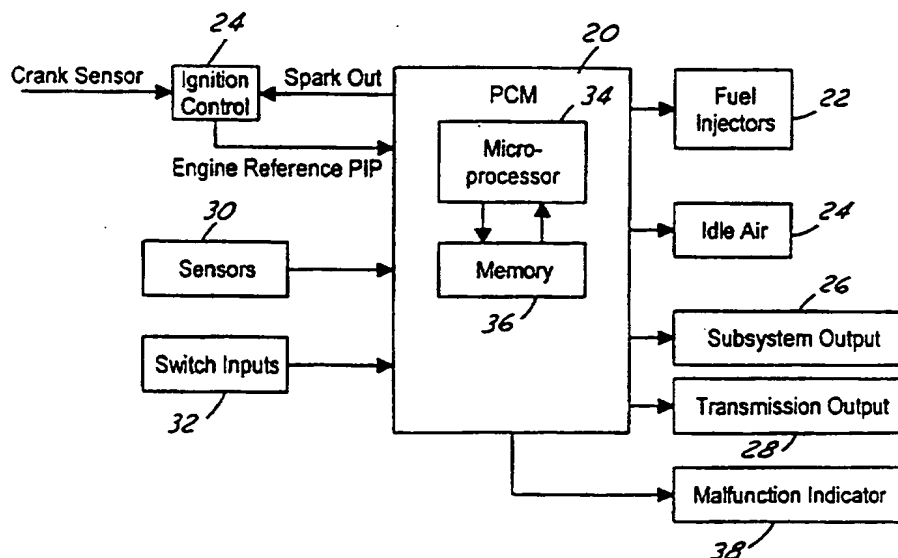 24
20
Crank Sensor
Ignition
Control
Spark Out
PCM
34
Fuel
Injectors
22
Engine Reference PIP
Micro-
processor
30
Sensors
Idle Air
24
Memory
36
26
Subsystem Output
Switch Inputs
32
Transmission Output
28
Malfunction Indicator
38